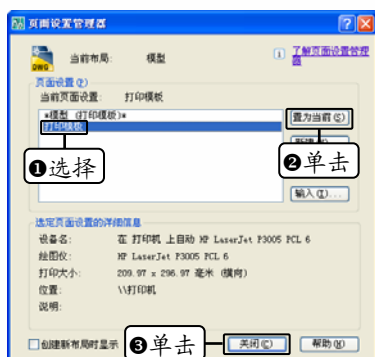 页面设置管理器
DWG
当前布局: 模型
了解页面设置管理器
页面设置(P)
当前页面设置: 打印模板
*模型 (打印模板)*
打印模板
置为当前(S)
❶选择
❷单击
输入(I)...
选定页面设置的详细信息
设备名: 在 打印机 上自动 HP LaserJet P3005 PCL 6
绘图仪: HP LaserJet P3005 PCL 6
打印大小: 209.97 x 296.97 毫米 (横向)
位置: \\打印机
说明:
创建新布局时显示
❸单击
关闭(C)
帮助(H)